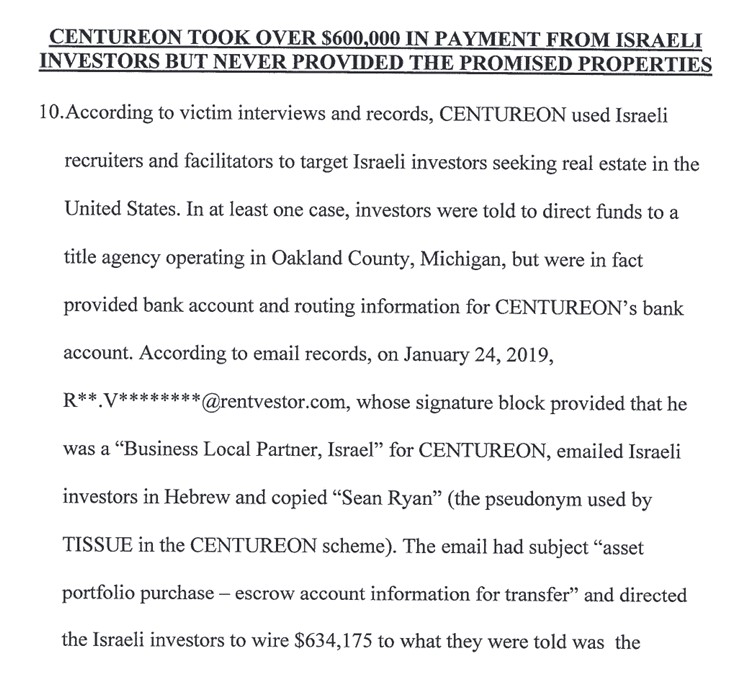 CENTUREON TOOK OVER $600,000 IN PAYMENT FROM ISRAELI
INVESTORS BUT NEVER PROVIDED THE PROMISED PROPERTIES
10.According to victim interviews and records, CENTUREON used Israeli
recruiters and facilitators to target Israeli investors seeking real estate in the
United States. In at least one case, investors were told to direct funds to a
title agency operating in Oakland County, Michigan, but were in fact
provided bank account and routing information for CENTUREON’s bank
account. According to email records, on January 24, 2019,
R**.V********@rentvestor.com, whose signature block provided that he
was a “Business Local Partner, Israel” for CENTUREON, emailed Israeli
investors in Hebrew and copied “Sean Ryan” (the pseudonym used by
TISSUE in the CENTUREON scheme). The email had subject “asset
portfolio purchase – escrow account information for transfer” and directed
the Israeli investors to wire $634,175 to what they were told was the